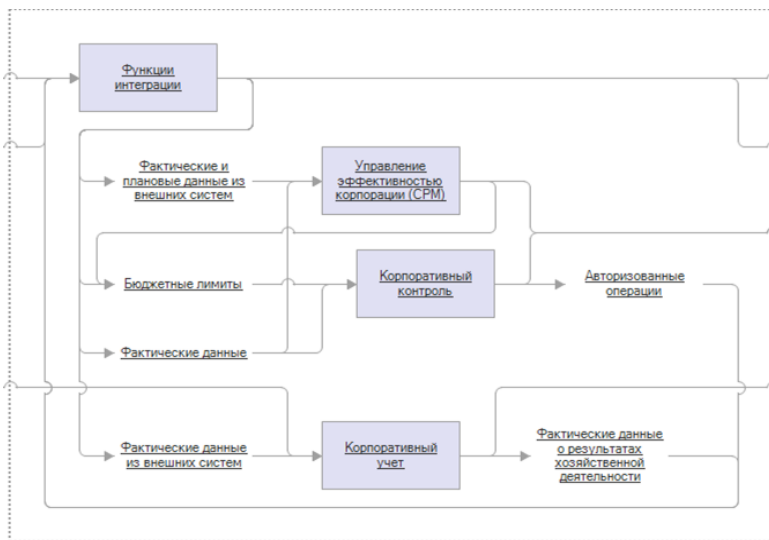 Функции
интеграции
Фактические и
плановые данные из
внешних систем
Управление
эффективностью
корпорации (CPM)
Бюджетные лимиты
Корпоративный
контроль
Авторизованные
операции
Фактические данные
Фактические данные
из внешних систем
Корпоративный
учет
Фактические данные
о результатах
хозяйственной
деятельности